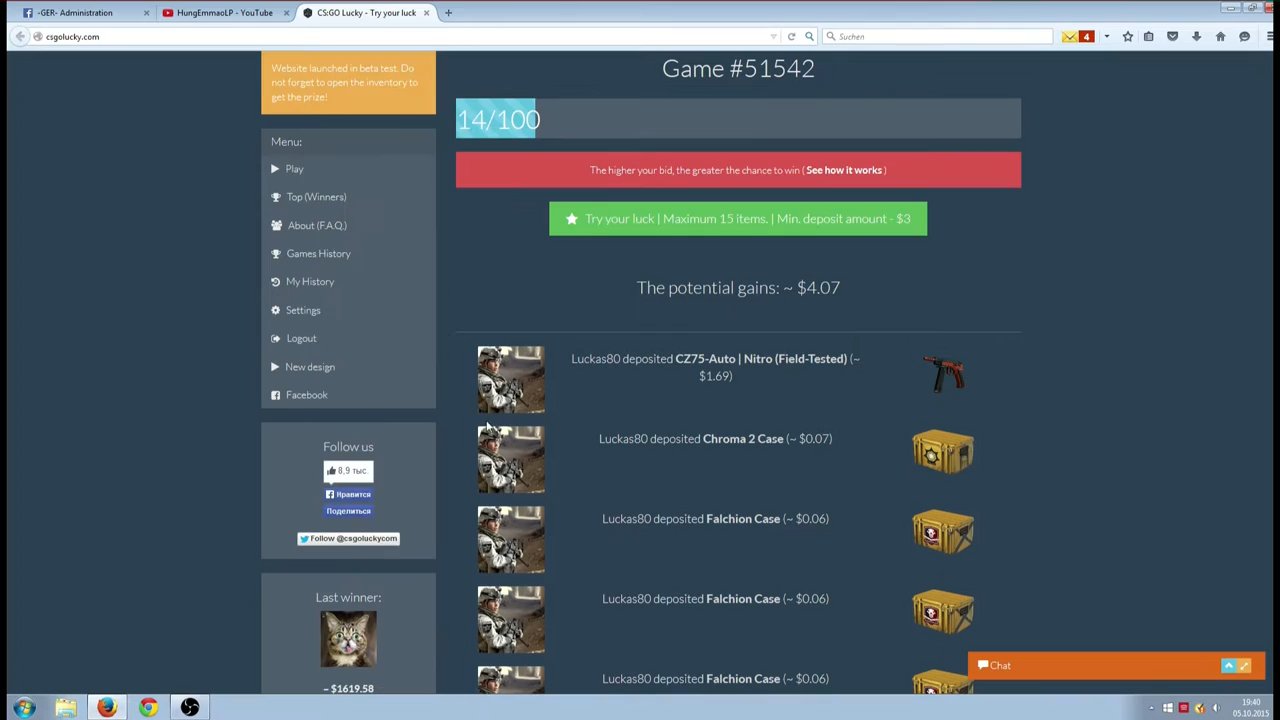 -GER- Administration
HungEmmaoLP - YouTube
CS:GO Lucky - Try your luck
csgolucky.com
Suchen
4
Website launched in beta test. Do
not forget to open the inventory to
get the prize!
Menu:
Play
Top (Winners)
About (F.A.Q.)
Games History
My History
Settings
Logout
New design
Facebook
Follow us
8,9 тыс.
Нравится
Поделиться
Follow @csgoluckycom
Last winner:
~ $1619.58
Game #51542
14/100
The higher your bid, the greater the chance to win ( See how it works )
Try your luck | Maximum 15 items. | Min. deposit amount - $3
The potential gains: ~ $4.07
Luckas80 deposited CZ75-Auto | Nitro (Field-Tested) (~
$1.69)
Luckas80 deposited Chroma 2 Case (~ $0.07)
Luckas80 deposited Falchion Case (~ $0.06)
Luckas80 deposited Falchion Case (~ $0.06)
Luckas80 deposited Falchion Case (~ $0.06)
Chat
19:40
05.10.2015